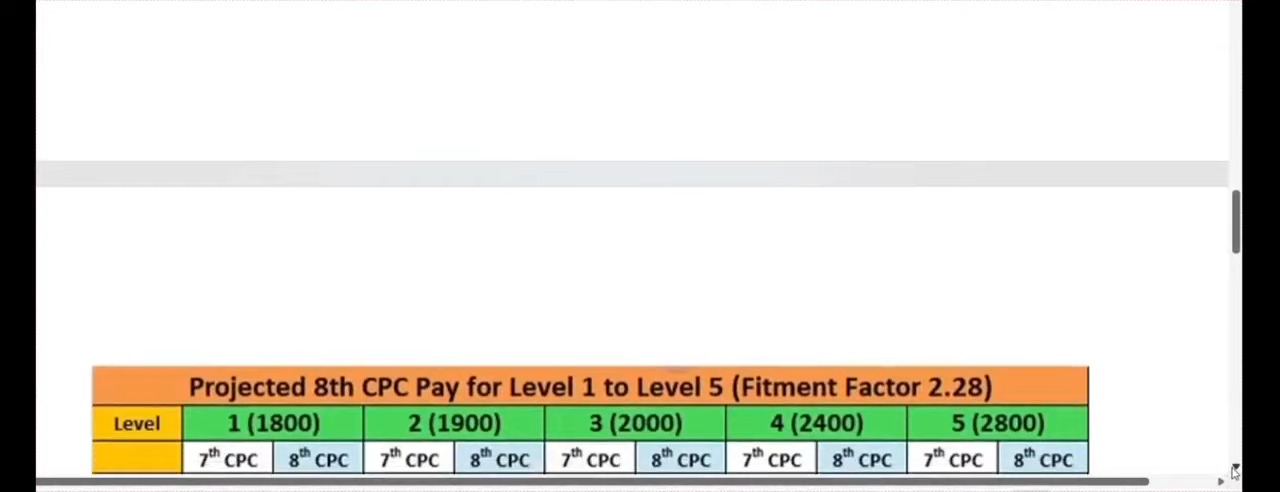 Projected 8th CPC Pay for Level 1 to Level 5 (Fitment Factor 2.28)
Level 1 (1800) 2 (1900) 3 (2000) 4 (2400) 5 (2800)
7th CPC 8th CPC 7th CPC 8th CPC 7th CPC 8th CPC 7th CPC 8th CPC 7th CPC 8th CPC